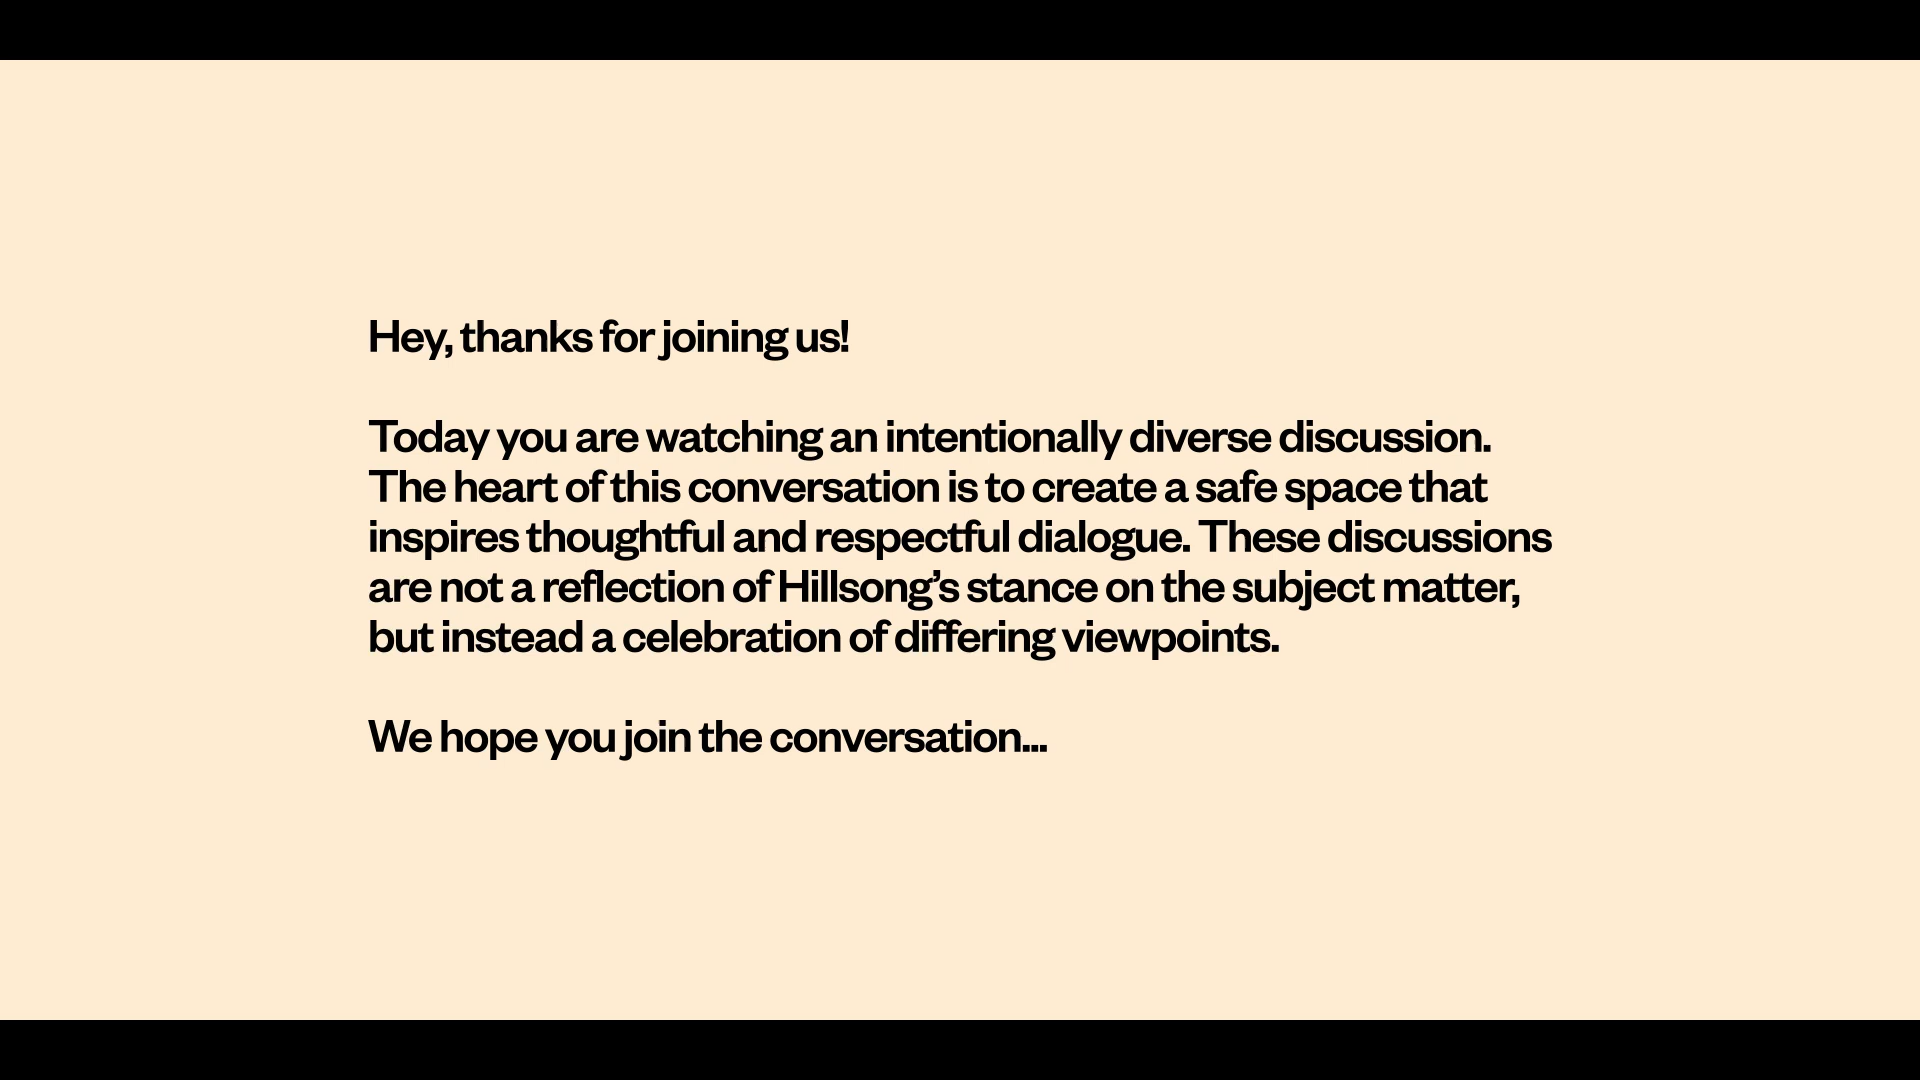 Hey, thanks for joining us!
Today you are watching an intentionally diverse discussion.
The heart of this conversation is to create a safe space that
inspires thoughtful and respectful dialogue. These discussions
are not a reflection of Hillsong’s stance on the subject matter,
but instead a celebration of differing viewpoints.
We hope you join the conversation...